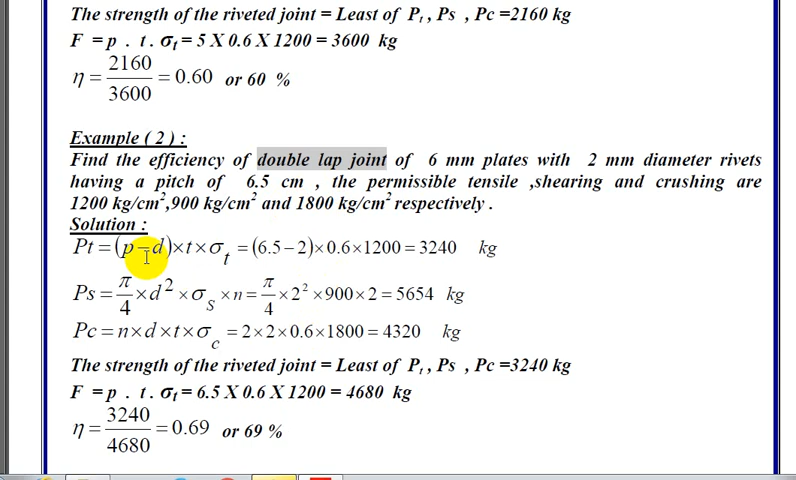 The strength of the riveted joint = Least of Pt , Ps , Pc =2160 kg
F = p . t. σt = 5 X 0.6 X 1200 = 3600 kg
η = 2160/3600 = 0.60 or 60 %
Example ( 2 ) :
Find the efficiency of double lap joint of 6 mm plates with 2 mm diameter rivets
having a pitch of 6.5 cm , the permissible tensile ,shearing and crushing are
1200 kg/cm²,900 kg/cm² and 1800 kg/cm² respectively .
Solution :
Pt = (p−d)×t×σt = (6.5−2)×0.6×1200 = 3240 kg
Ps = π/4 ×d² ×σs ×n = π/4 ×2² ×900×2 = 5654 kg
Pc = n×d×t×σc = 2×2×0.6×1800 = 4320 kg
The strength of the riveted joint = Least of Pt , Ps , Pc =3240 kg
F = p . t. σt = 6.5 X 0.6 X 1200 = 4680 kg
η = 3240/4680 = 0.69 or 69 %